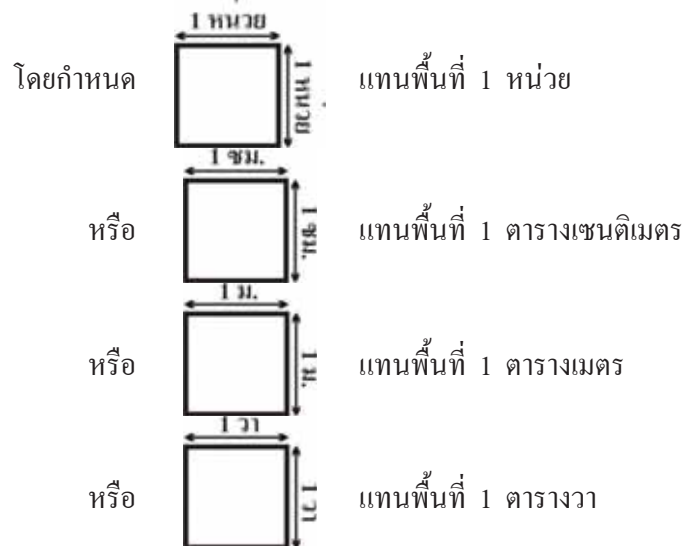 1 หนวย
โดยกำหนด 1 หนวย แทนพื้นที่ 1 หน่วย
1 ซม.
หรือ 1 ซม. แทนพื้นที่ 1 ตารางเซนติเมตร
1 ม.
หรือ 1 ม. แทนพื้นที่ 1 ตารางเมตร
1 วา
หรือ 1 วา แทนพื้นที่ 1 ตารางวา